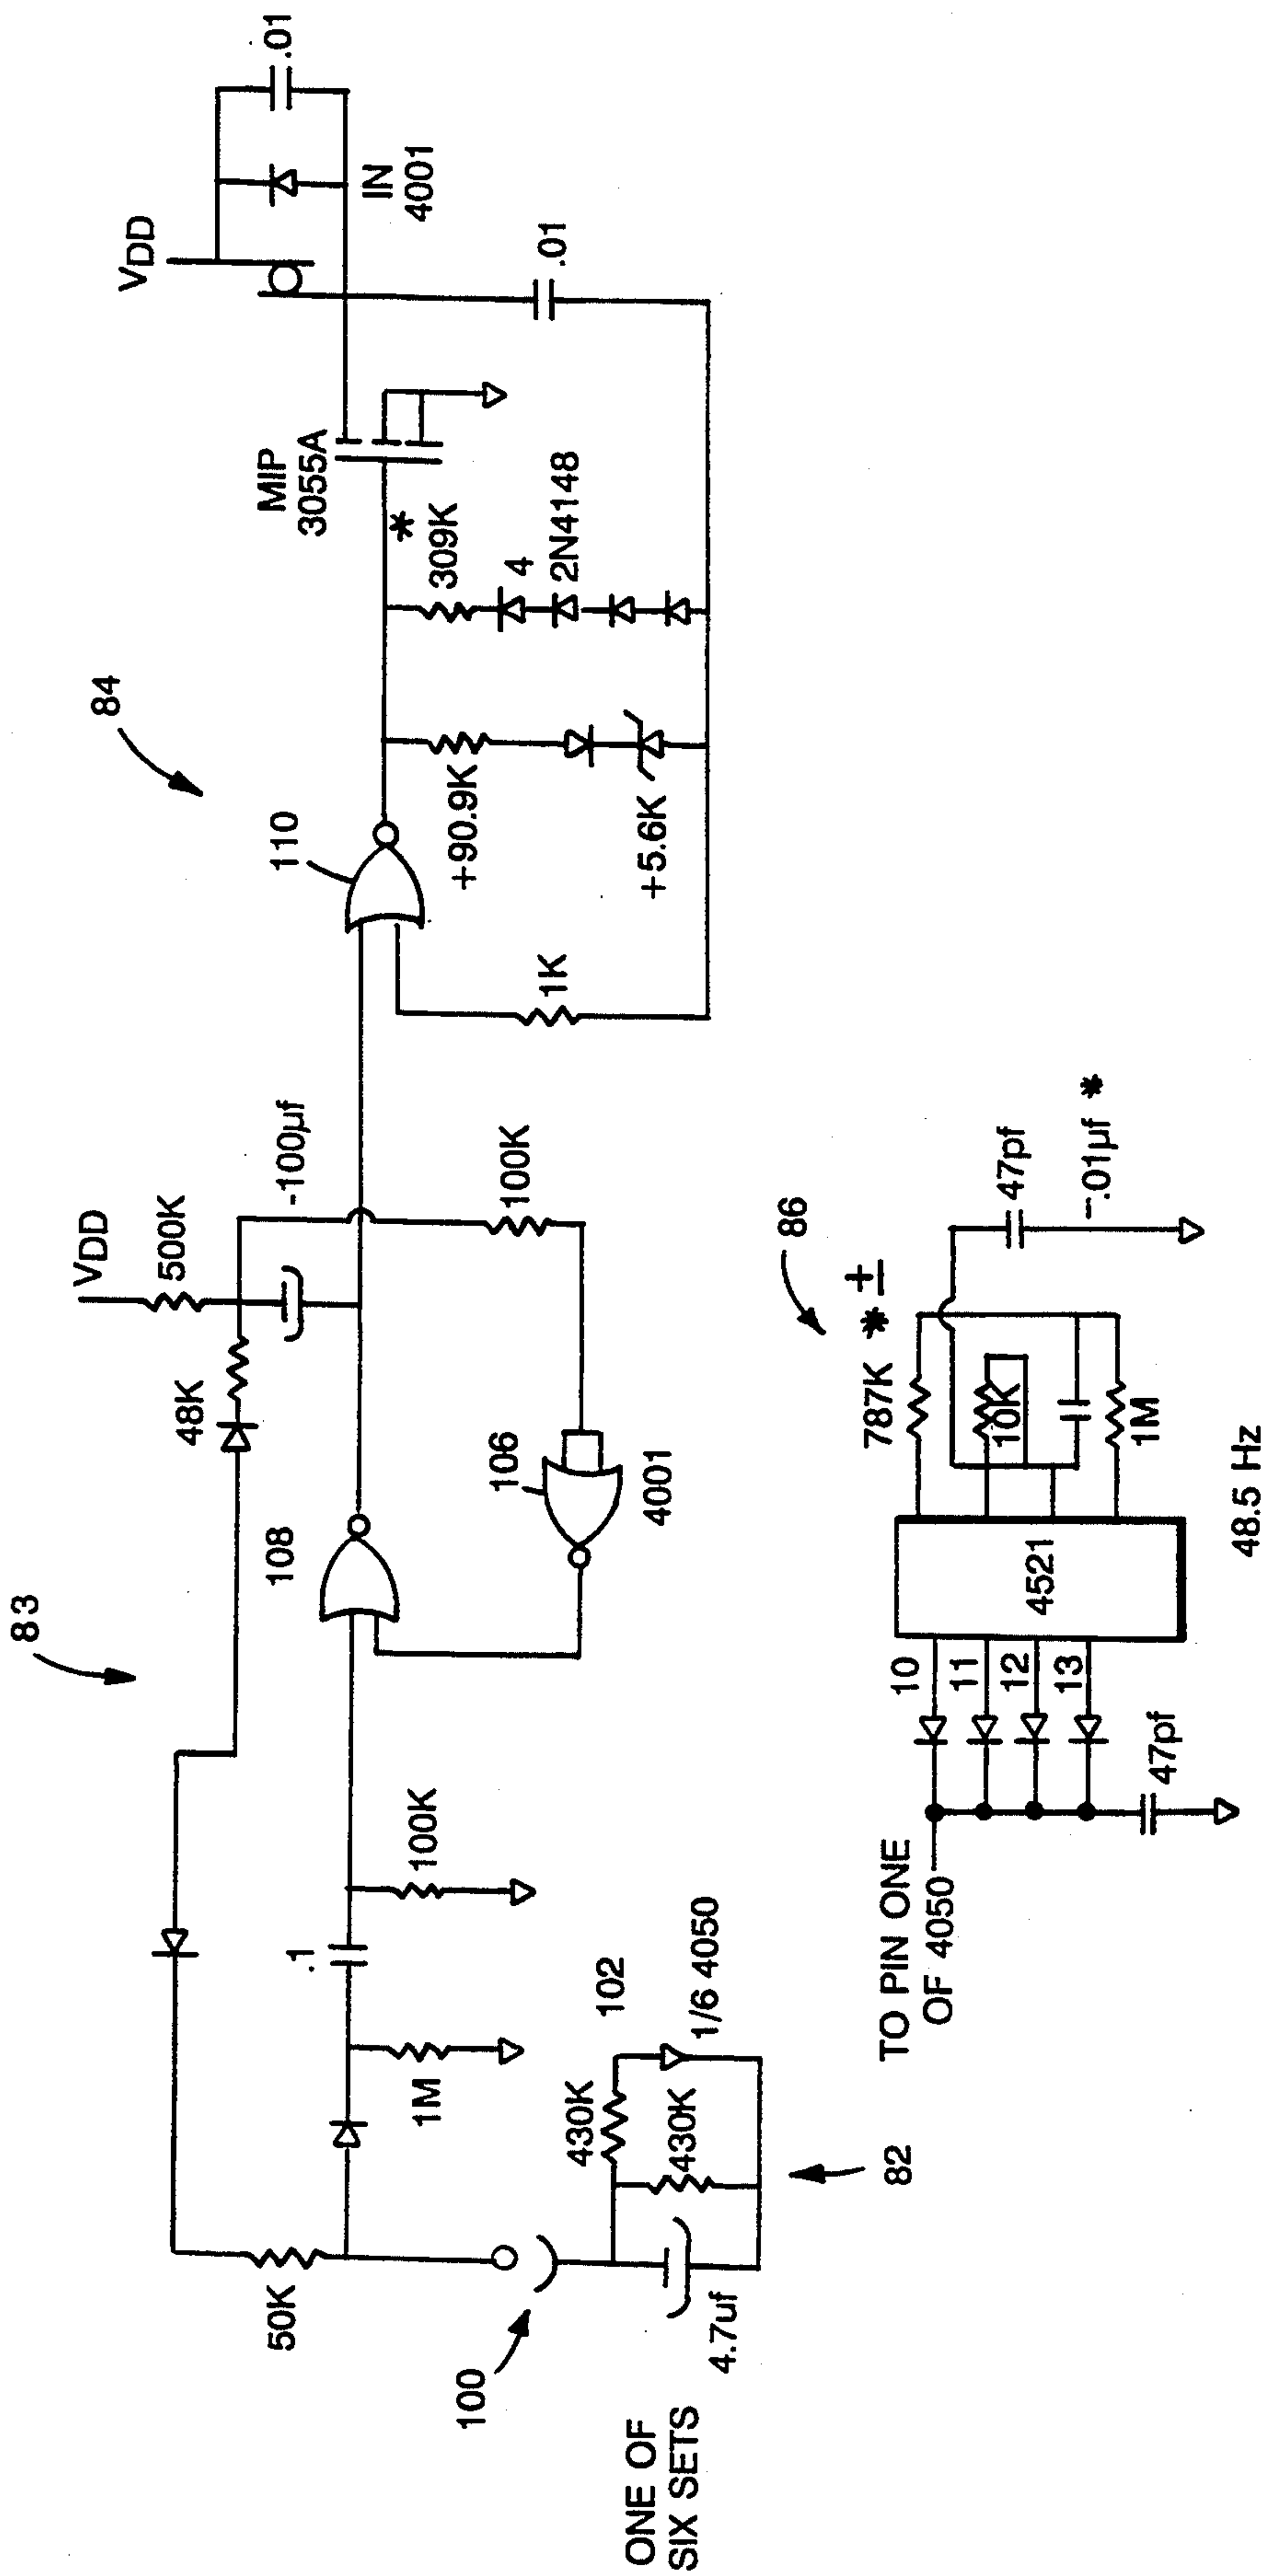 83
84
VDD
VDD
.01
500K
48K
-100µf
108
110
MIP
3055A
IN
4001
*
309K
.01
50K
.1
100K
1M
100K
106
4001
1K
+90.9K
4
2N4148
+5.6K
100
430K
102
430K
1/6 4050
4.7uf
82
ONE OF
SIX SETS
86
787K * ±
47pf
10
11
12
13
4521
10K
-.01µf *
1M
TO PIN ONE
OF 4050
47pf
48.5 Hz